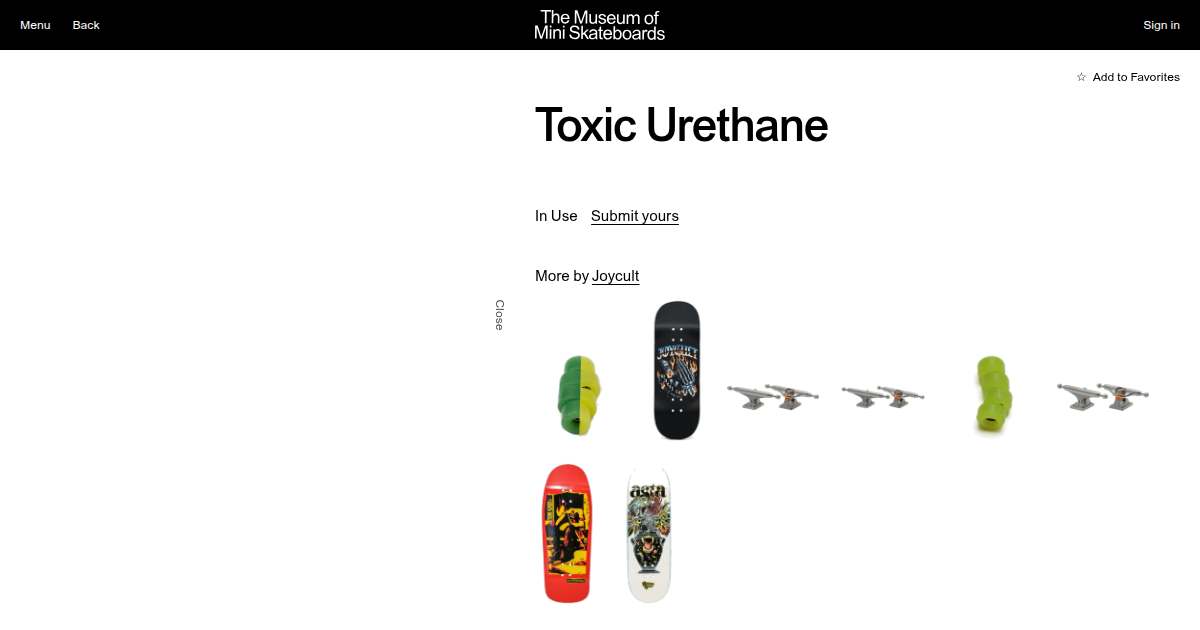 Menu
Back
The Museum of
Mini Skateboards
Sign in
☆ Add to Favorites
Toxic Urethane
In Use Submit yours
More by Joycult
Close